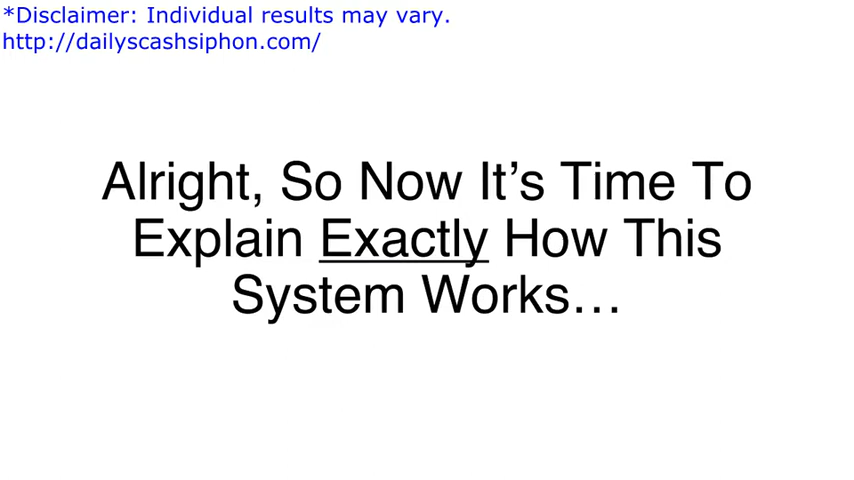 *Disclaimer: Individual results may vary.
http://dailyscashsiphon.com/
Alright, So Now It’s Time To
Explain Exactly How This
System Works…